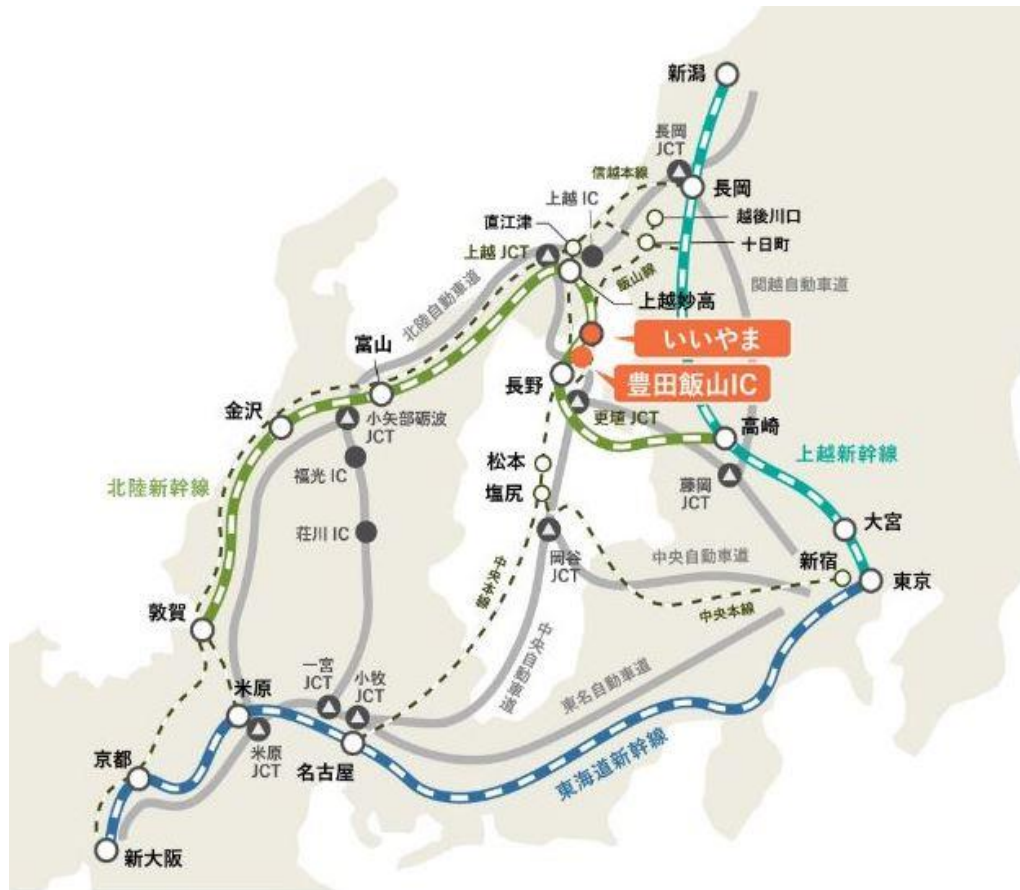 新潟
長岡
JCT
信越本線
長岡
上越 IC
越後川口
直江津
十日町
上越 JCT
飯山線
関越自動車道
上越妙高
北陸自動車道
いいやま
富山
豊田飯山IC
長野
金沢
小矢部砺波
JCT
更埴 JCT
高崎
上越新幹線
松本
福光 IC
北陸新幹線
塩尻
藤岡
JCT
大宮
荘川 IC
岡谷
JCT
中央自動車道
新宿
東京
中央本線
中央本線
敦賀
中央自動車道
一宮
JCT
小牧
JCT
東名自動車道
米原
京都
米原
JCT
名古屋
東海道新幹線
新大阪